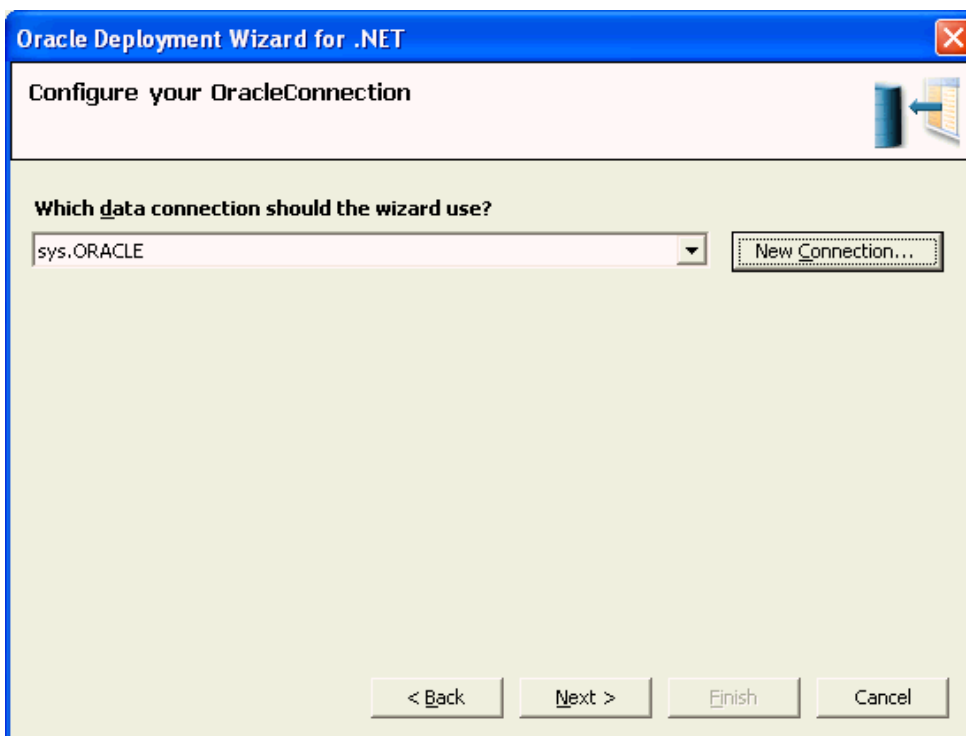 Oracle Deployment Wizard for .NET
Configure your OracleConnection
Which data connection should the wizard use?
sys.ORACLE
New Connection...
< Back
Next >
Finish
Cancel